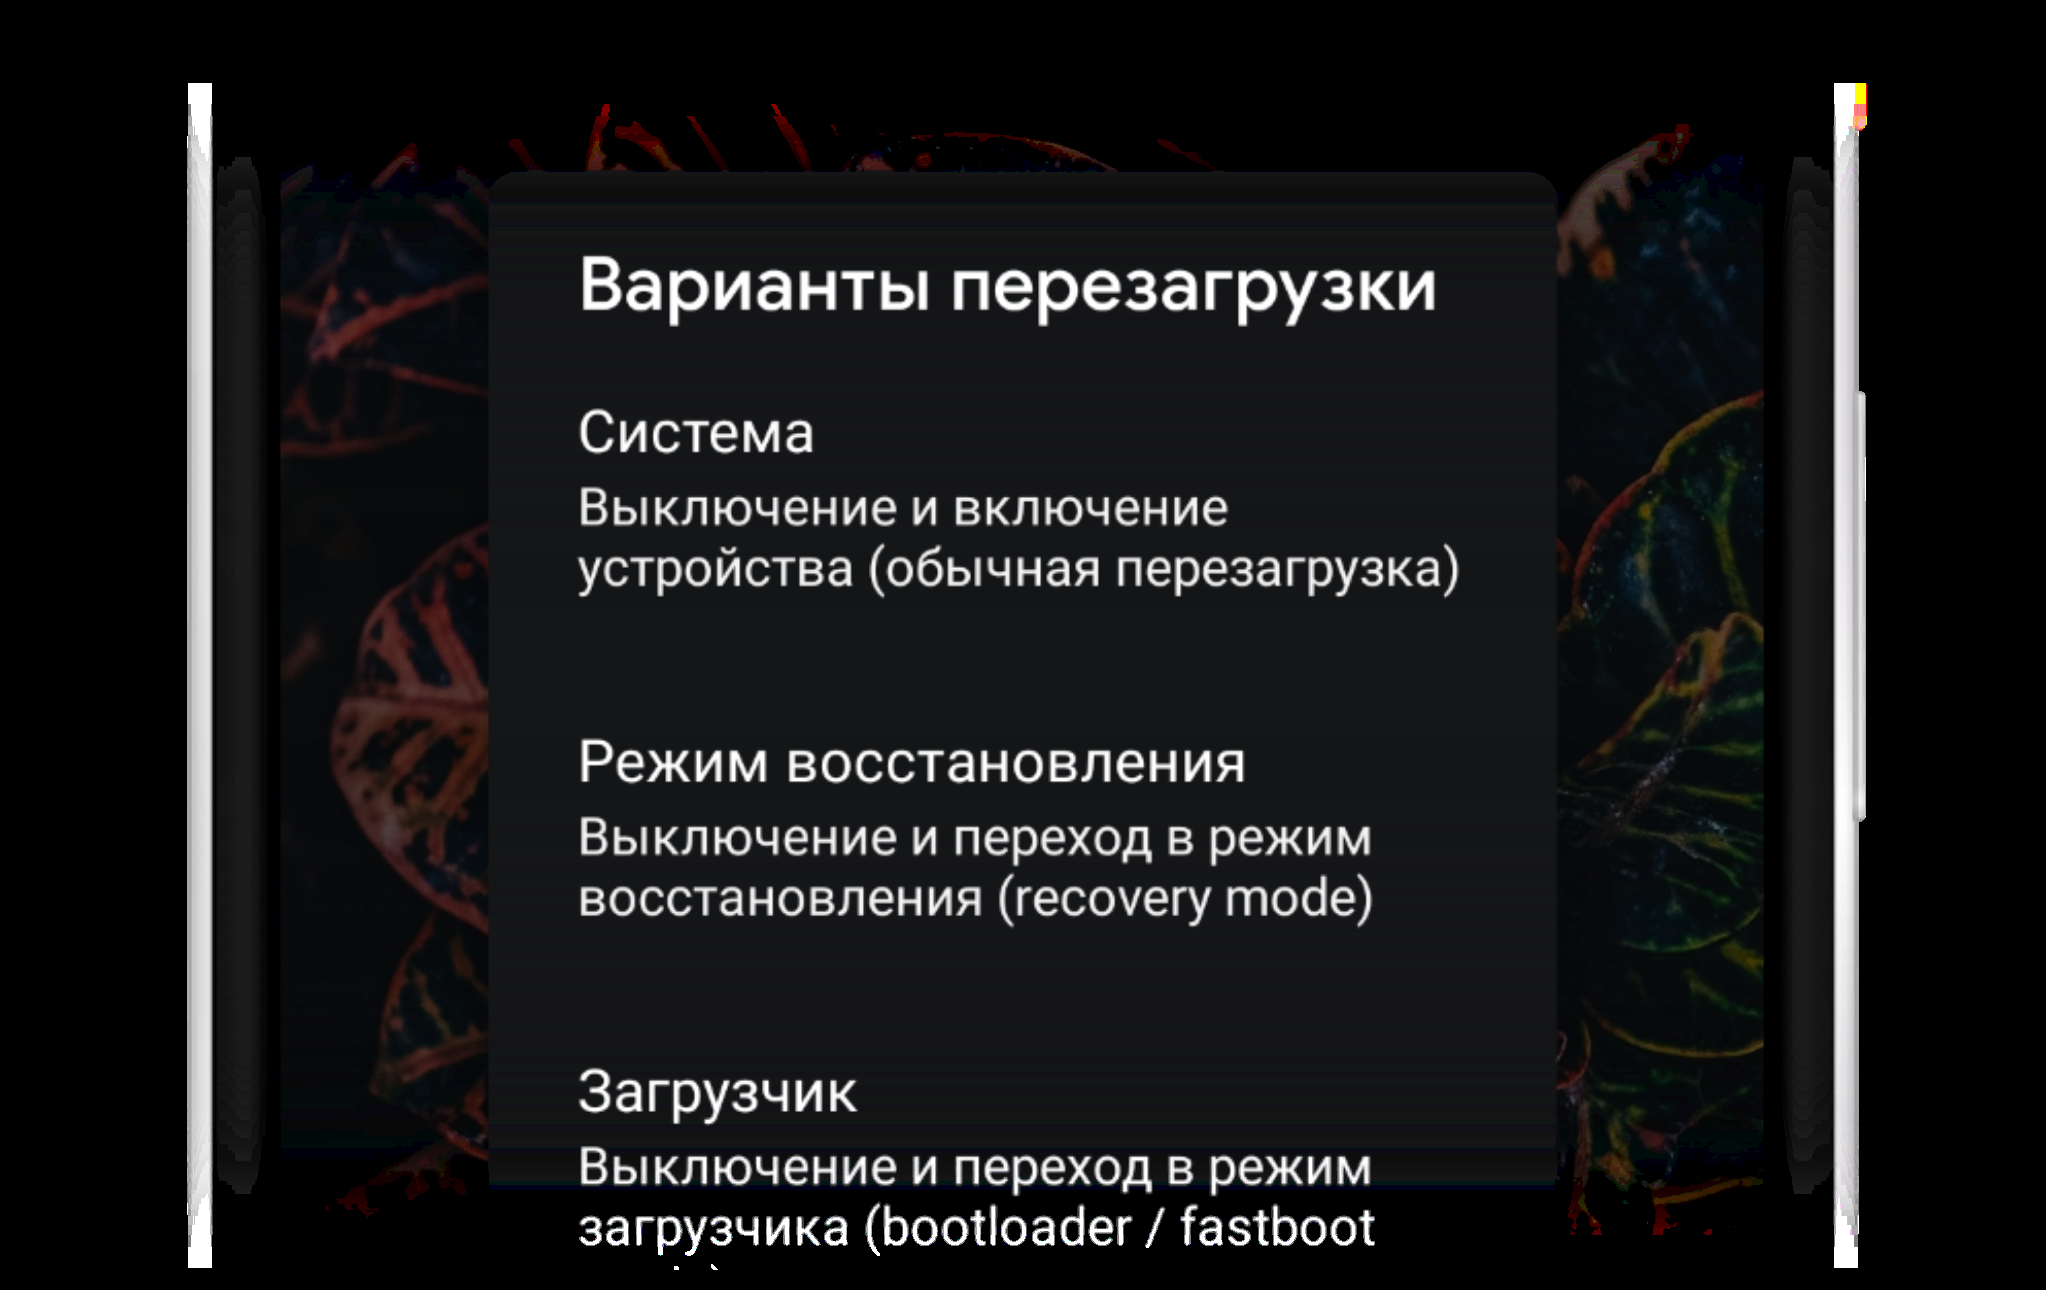 Варианты перезагрузки
Система
Выключение и включение
устройства (обычная перезагрузка)
Режим восстановления
Выключение и переход в режим
восстановления (recovery mode)
Загрузчик
Выключение и переход в режим
загрузчика (bootloader / fastboot